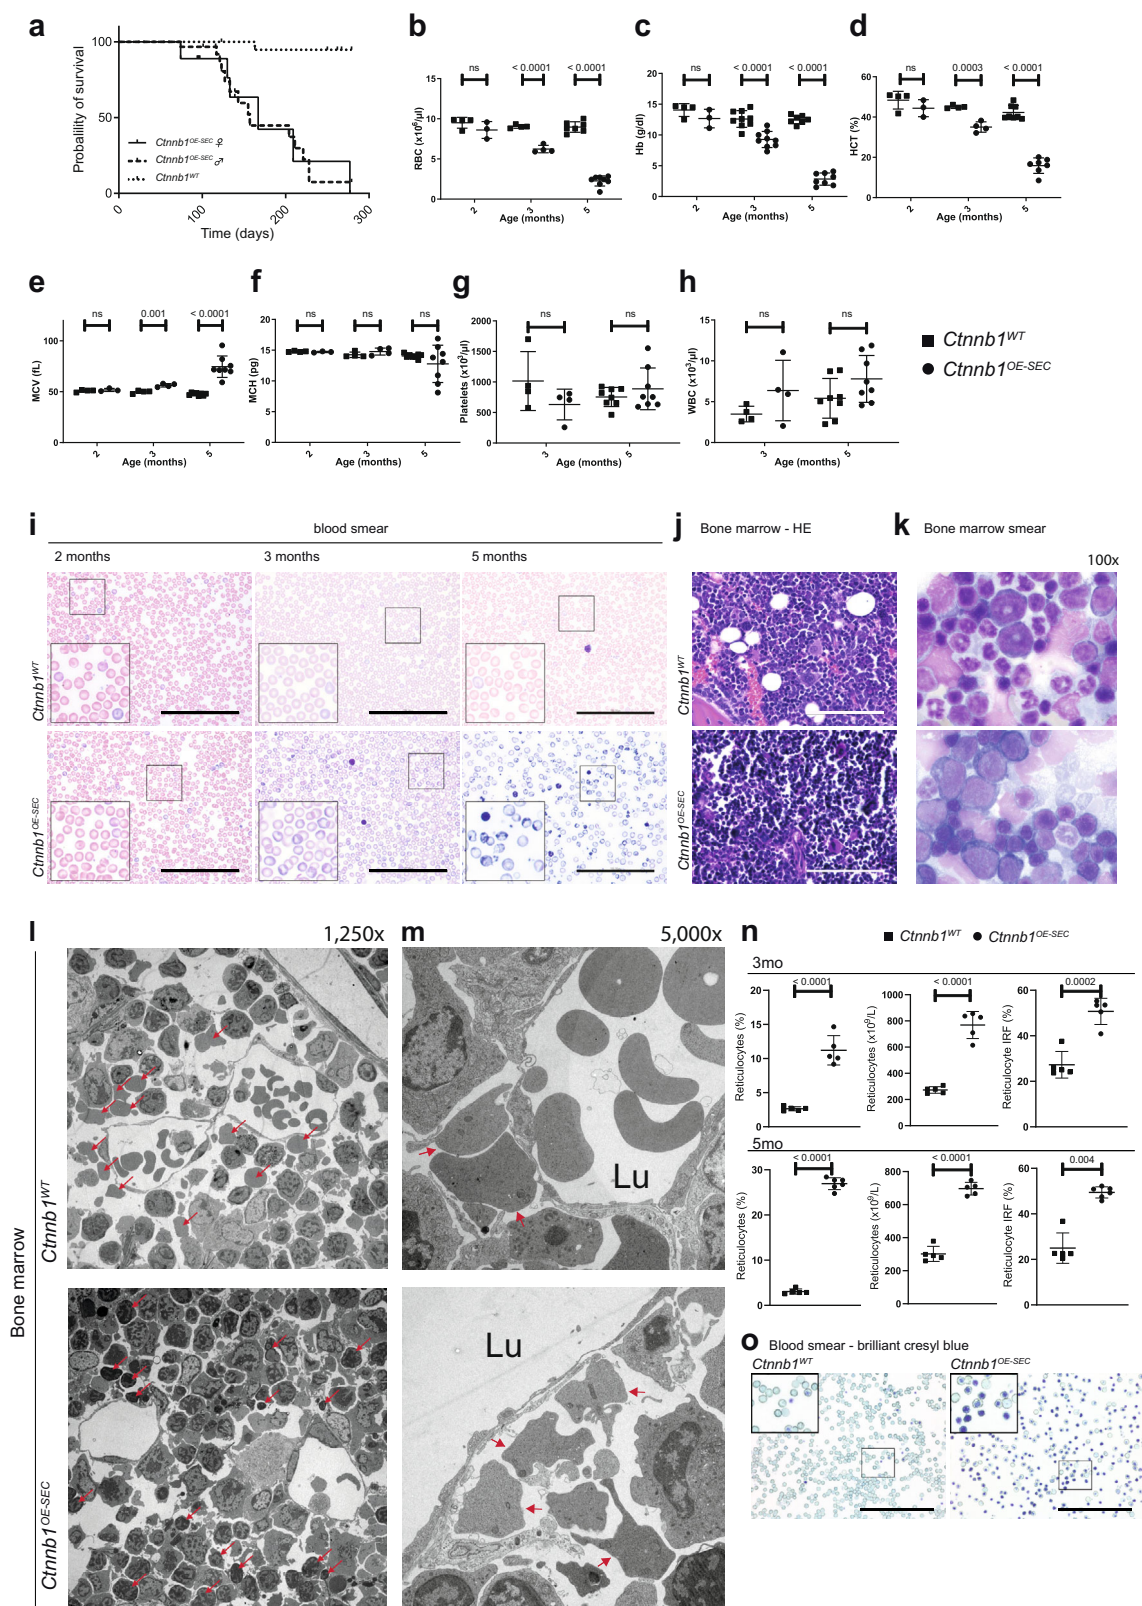 a
Probability of survival
100
50
0
0
100
200
300
Time (days)
Ctnnb1OE-SEC ♀
Ctnnb1OE-SEC ♂
Ctnnb1WT
b
RBC (x10⁶/µl)
15
10
5
0
ns
< 0.0001
< 0.0001
2
3
5
Age (months)
c
Hb (g/dl)
20
15
10
5
0
ns
< 0.0001
< 0.0001
2
3
5
Age (months)
d
HCT (%)
60
40
20
0
ns
0.0003
< 0.0001
2
3
5
Age (months)
e
MCV (fL)
100
50
0
ns
0.001
< 0.0001
2
3
5
Age (months)
f
MCH (pg)
20
15
10
5
0
ns
ns
ns
2
3
5
Age (months)
g
Platelets (x10³/µl)
2000
1500
1000
500
0
ns
ns
3
5
Age (months)
h
WBC (x10³/µl)
15
10
5
0
ns
ns
3
5
Age (months)
Ctnnb1WT
Ctnnb1OE-SEC
i
blood smear
2 months
3 months
5 months
Ctnnb1WT
Ctnnb1OE-SEC
j
Bone marrow - HE
Ctnnb1WT
Ctnnb1OE-SEC
k
Bone marrow smear
100x
l
1,250x
m
5,000x
Bone marrow
Ctnnb1WT
Ctnnb1OE-SEC
Lu
Lu
n
Ctnnb1WT
Ctnnb1OE-SEC
3mo
Reticulocytes (%)
20
15
10
5
0
< 0.0001
Reticulocytes (x10⁹/L)
1000
800
600
400
200
0
< 0.0001
Reticulocyte IRF (%)
60
40
20
0
0.0002
5mo
Reticulocytes (%)
30
20
10
0
< 0.0001
Reticulocytes (x10⁹/L)
800
600
400
200
0
< 0.0001
Reticulocyte IRF (%)
60
40
20
0
0.004
o
Blood smear - brilliant cresyl blue
Ctnnb1WT
Ctnnb1OE-SEC